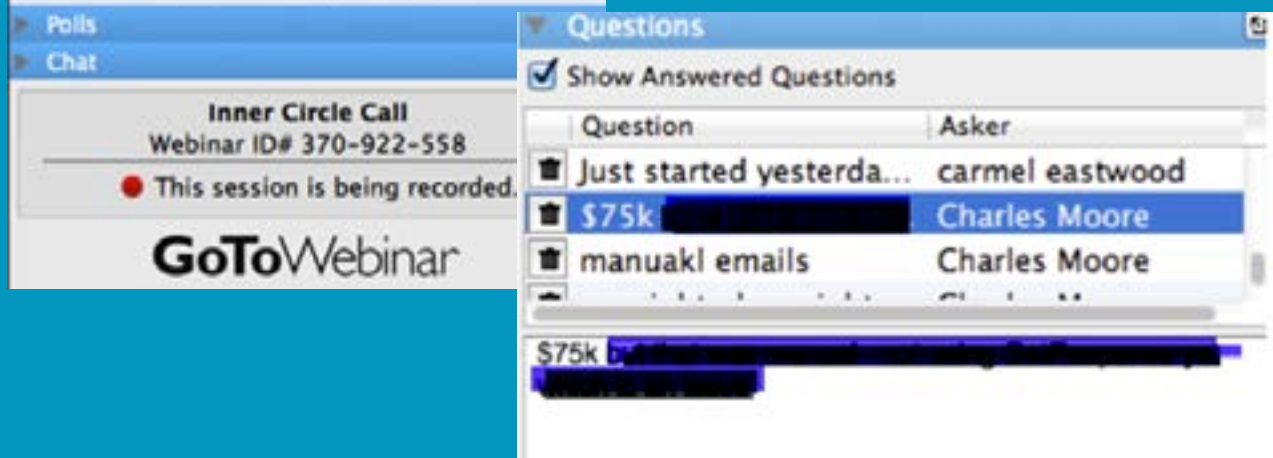 Polls
Chat
Inner Circle Call
Webinar ID# 370-922-558
This session is being recorded.
GoToWebinar
Questions
Show Answered Questions
Question Asker
Just started yesterda... carmel eastwood
$75k Charles Moore
manuakl emails Charles Moore
$75k